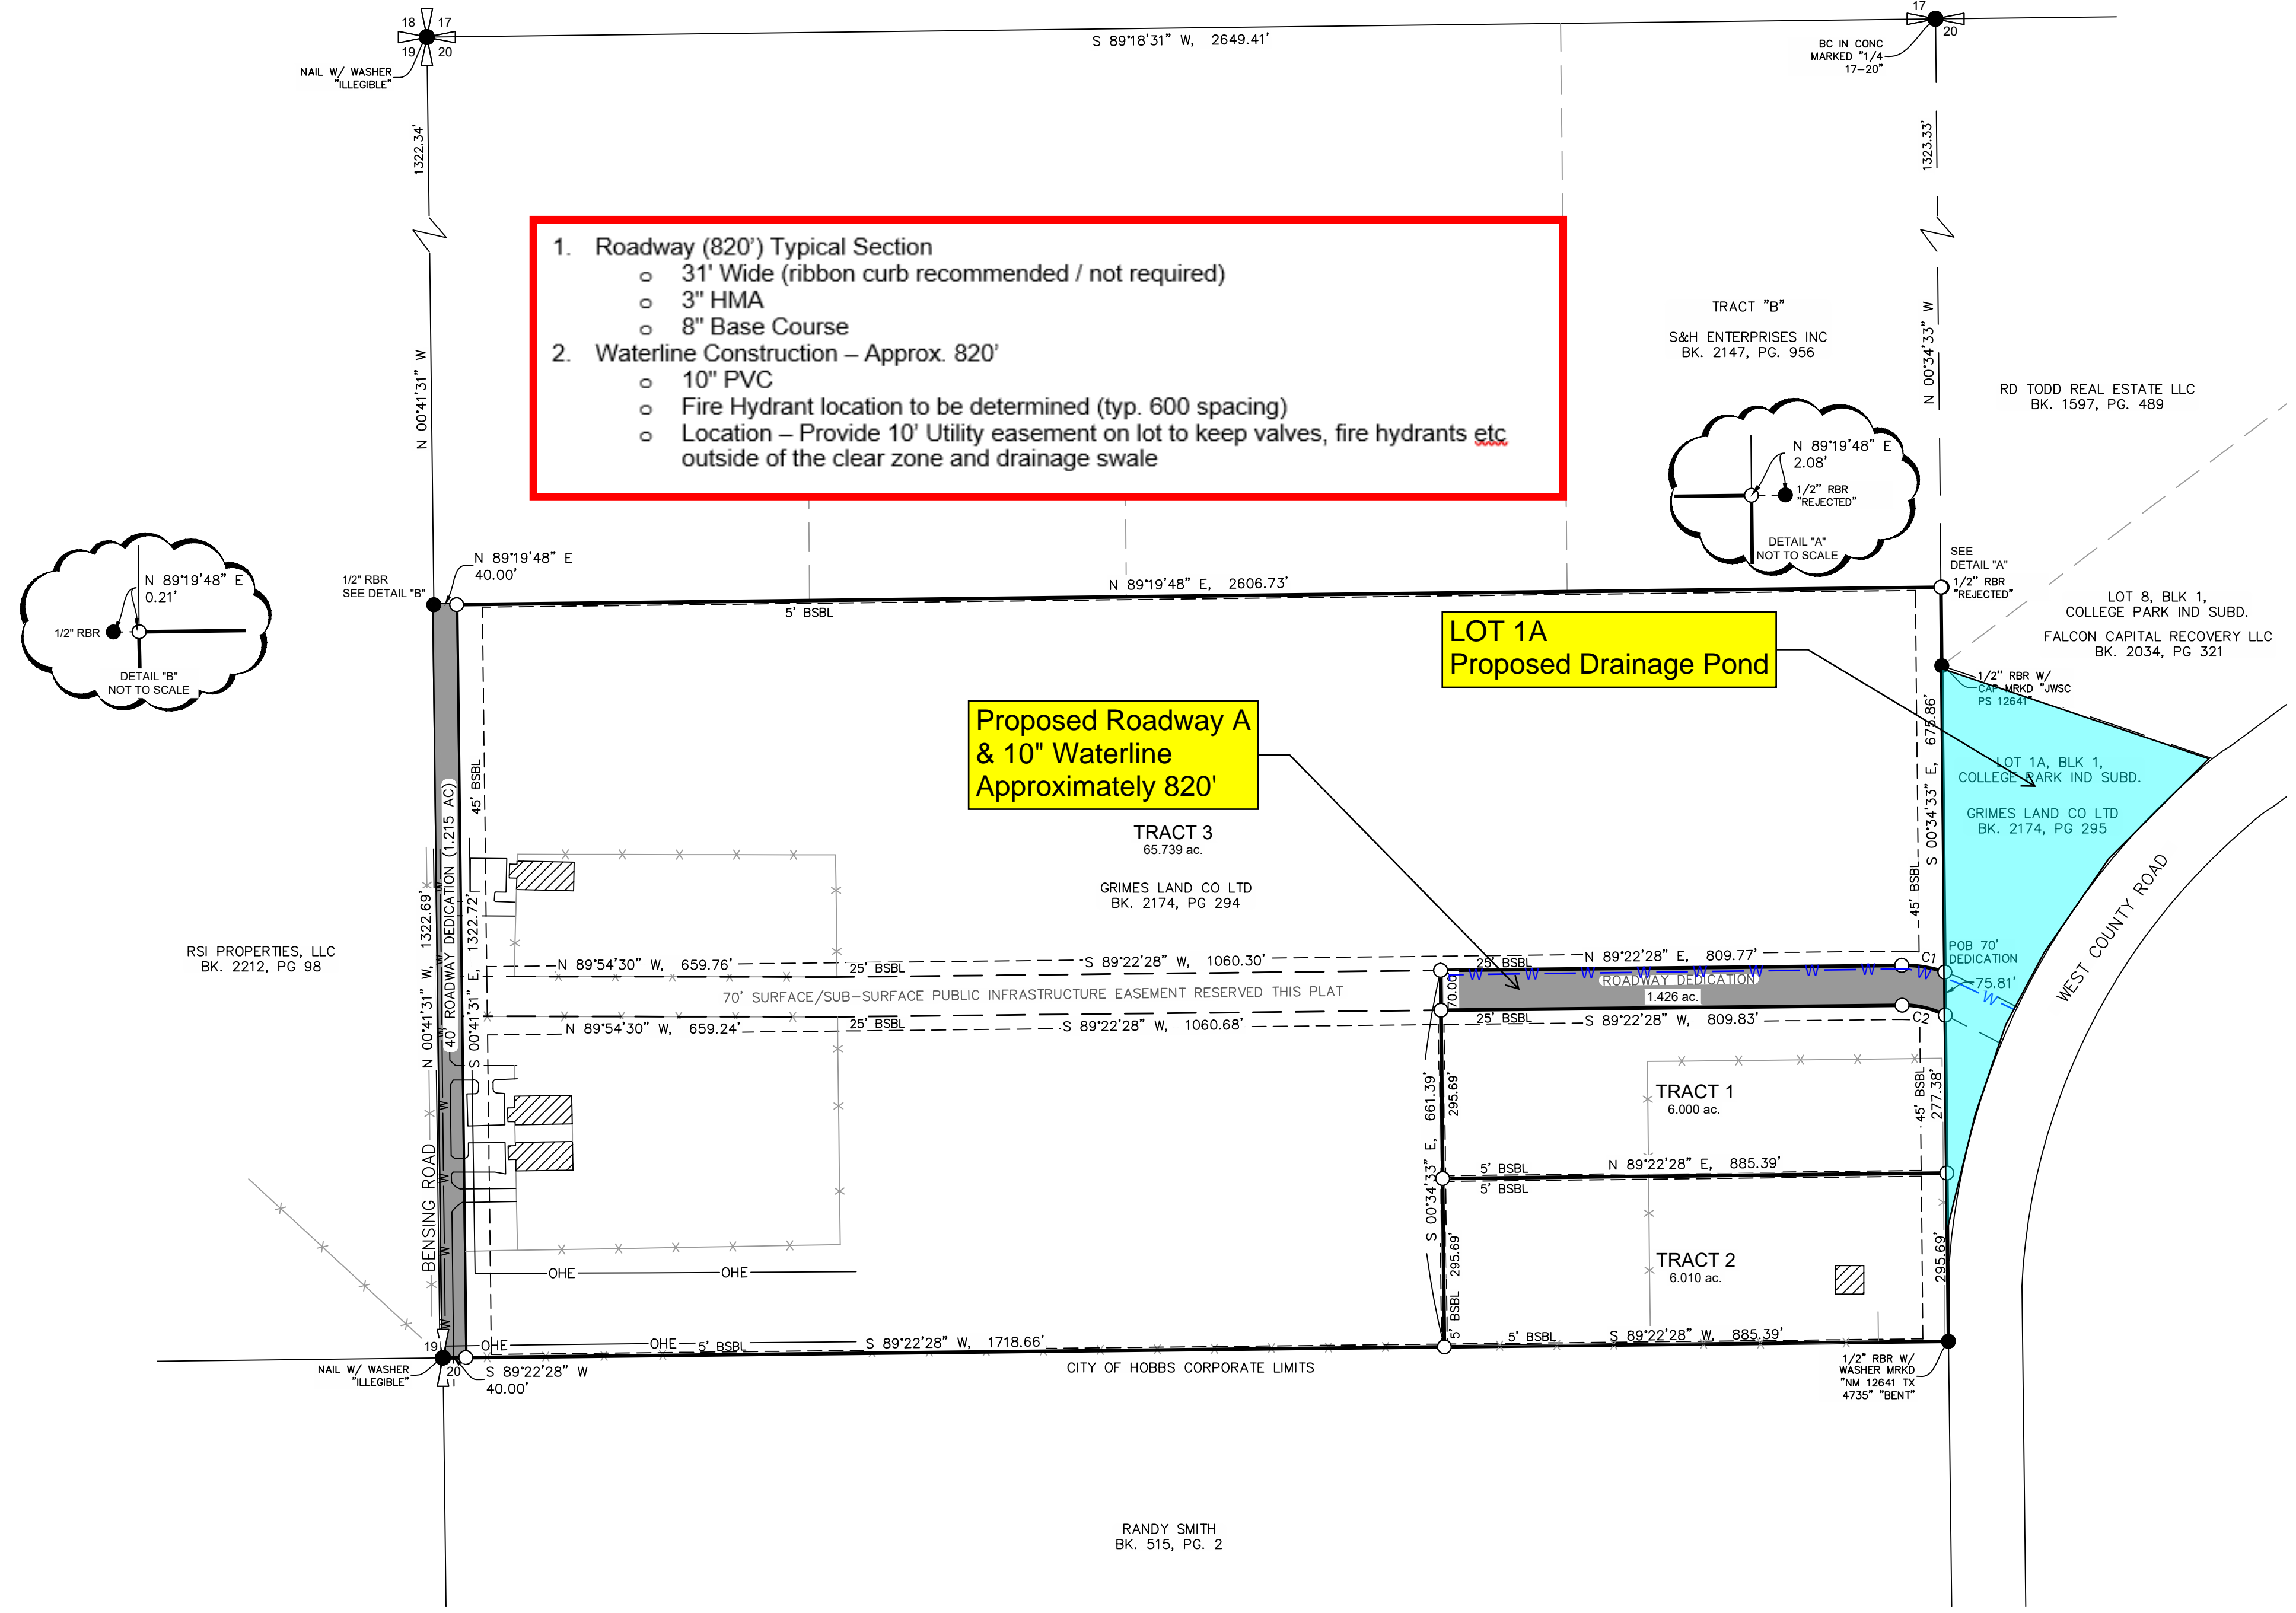 18 17
19 20
NAIL W/ WASHER
"ILLEGIBLE"
S 89°18'31" W, 2649.41'
17
20
BC IN CONC
MARKED "1/4
17-20"
1322.34'
1323.33'
N 00°41'31" W
N 00°34'33" W
1. Roadway (820') Typical Section
o 31' Wide (ribbon curb recommended / not required)
o 3" HMA
o 8" Base Course
2. Waterline Construction – Approx. 820'
o 10" PVC
o Fire Hydrant location to be determined (typ. 600 spacing)
o Location – Provide 10' Utility easement on lot to keep valves, fire hydrants etc
outside of the clear zone and drainage swale
TRACT "B"
S&H ENTERPRISES INC
BK. 2147, PG. 956
RD TODD REAL ESTATE LLC
BK. 1597, PG. 489
N 89°19'48" E
2.08'
1/2" RBR
"REJECTED"
DETAIL "A"
NOT TO SCALE
N 89°19'48" E
0.21'
1/2" RBR
DETAIL "B"
NOT TO SCALE
1/2" RBR
SEE DETAIL "B"
N 89°19'48" E
40.00'
N 89°19'48" E, 2606.73'
5' BSBL
SEE
DETAIL "A"
1/2" RBR
"REJECTED"
LOT 8, BLK 1,
COLLEGE PARK IND SUBD.
FALCON CAPITAL RECOVERY LLC
BK. 2034, PG 321
LOT 1A
Proposed Drainage Pond
1/2" RBR W/
CAP MRKD "JWSC
PS 12641"
Proposed Roadway A
& 10" Waterline
Approximately 820'
S 00°34'33" E, 675.86'
LOT 1A, BLK 1,
COLLEGE PARK IND SUBD.
GRIMES LAND CO LTD
BK. 2174, PG 295
45' BSBL
40' ROADWAY DEDICATION (1.215 AC)
TRACT 3
65.739 ac.
GRIMES LAND CO LTD
BK. 2174, PG 294
45' BSBL
WEST COUNTY ROAD
RSI PROPERTIES, LLC
BK. 2212, PG 98
N 00°41'31" W, 1322.69'
S 00°41'31" E, 1322.72'
N 89°54'30" W, 659.76'
25' BSBL
S 89°22'28" W, 1060.30'
25' BSBL
N 89°22'28" E, 809.77'
C1
POB 70'
DEDICATION
75.81'
W W W W W W W W W W
70' SURFACE/SUB-SURFACE PUBLIC INFRASTRUCTURE EASEMENT RESERVED THIS PLAT
70.00'
ROADWAY DEDICATION
1.426 ac.
N 89°54'30" W, 659.24'
25' BSBL
S 89°22'28" W, 1060.68'
25' BSBL
S 89°22'28" W, 809.83'
C2
S 00°34'33" E, 661.39'
295.69'
TRACT 1
6.000 ac.
45' BSBL
277.38'
BENSING ROAD
5' BSBL
N 89°22'28" E, 885.39'
5' BSBL
295.69'
TRACT 2
6.010 ac.
295.69'
OHE OHE
5' BSBL
19
20
OHE OHE
5' BSBL
S 89°22'28" W, 1718.66'
5' BSBL
S 89°22'28" W, 885.39'
NAIL W/ WASHER
"ILLEGIBLE"
S 89°22'28" W
40.00'
CITY OF HOBBS CORPORATE LIMITS
1/2" RBR W/
WASHER MRKD
"NM 12641 TX
4735" "BENT"
RANDY SMITH
BK. 515, PG. 2